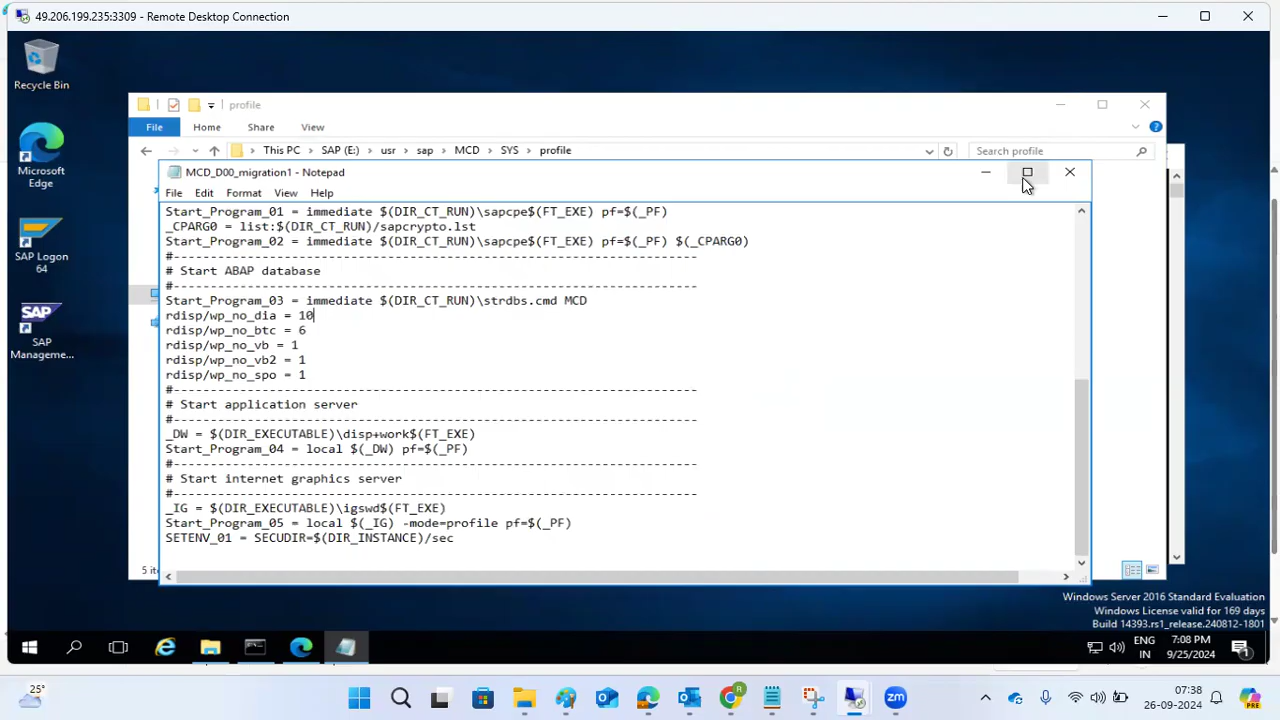 49.206.199.235:3309 - Remote Desktop Connection
Recycle Bin
Microsoft
Edge
SAP Logon
64
SAP
Manageme...
profile
File Home Share View
This PC SAP (E:) usr sap MCD SYS profile
Search profile
MCD_D00_migration1 - Notepad
File Edit Format View Help
Start_Program_01 = immediate $(DIR_CT_RUN)\sapcpe$(FT_EXE) pf=$(_PF)
_CPARG0 = list:$(DIR_CT_RUN)/sapcrypto.lst
Start_Program_02 = immediate $(DIR_CT_RUN)\sapcpe$(FT_EXE) pf=$(_PF) $(_CPARG0)
#-----------------------------------------------------------------------
# Start ABAP database
#-----------------------------------------------------------------------
Start_Program_03 = immediate $(DIR_CT_RUN)\strdbs.cmd MCD
rdisp/wp_no_dia = 10
rdisp/wp_no_btc = 6
rdisp/wp_no_vb = 1
rdisp/wp_no_vb2 = 1
rdisp/wp_no_spo = 1
#-----------------------------------------------------------------------
# Start application server
#-----------------------------------------------------------------------
_DW = $(DIR_EXECUTABLE)\disp+work$(FT_EXE)
Start_Program_04 = local $(_DW) pf=$(_PF)
#-----------------------------------------------------------------------
# Start internet graphics server
#-----------------------------------------------------------------------
_IG = $(DIR_EXECUTABLE)\igswd$(FT_EXE)
Start_Program_05 = local $(_IG) -mode=profile pf=$(_PF)
SETENV_01 = SECUDIR=$(DIR_INSTANCE)/sec
5 ite
Windows Server 2016 Standard Evaluation
Windows License valid for 169 days
Build 14393.rs1_release.240812-1801
ENG
IN
7:08 PM
9/25/2024
25°
07:38
26-09-2024